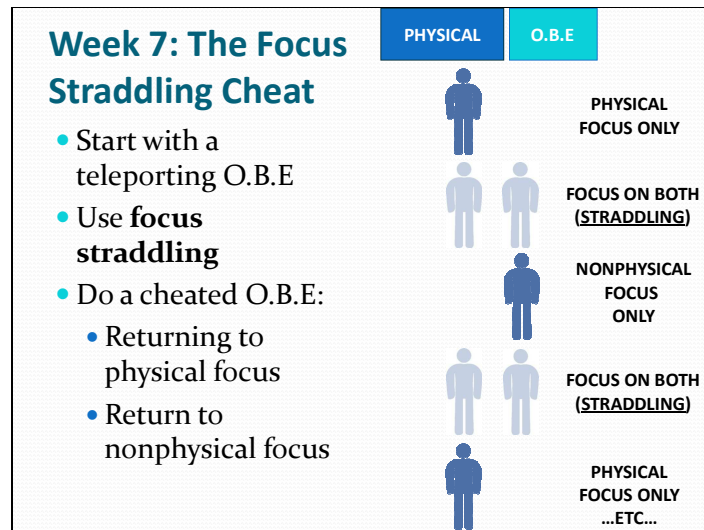 Week 7: The Focus
Straddling Cheat
• Start with a
teleporting O.B.E
• Use focus
straddling
• Do a cheated O.B.E:
• Returning to
physical focus
• Return to
nonphysical focus
PHYSICAL
O.B.E
PHYSICAL
FOCUS ONLY
FOCUS ON BOTH
(STRADDLING)
NONPHYSICAL
FOCUS
ONLY
FOCUS ON BOTH
(STRADDLING)
PHYSICAL
FOCUS ONLY
...ETC...